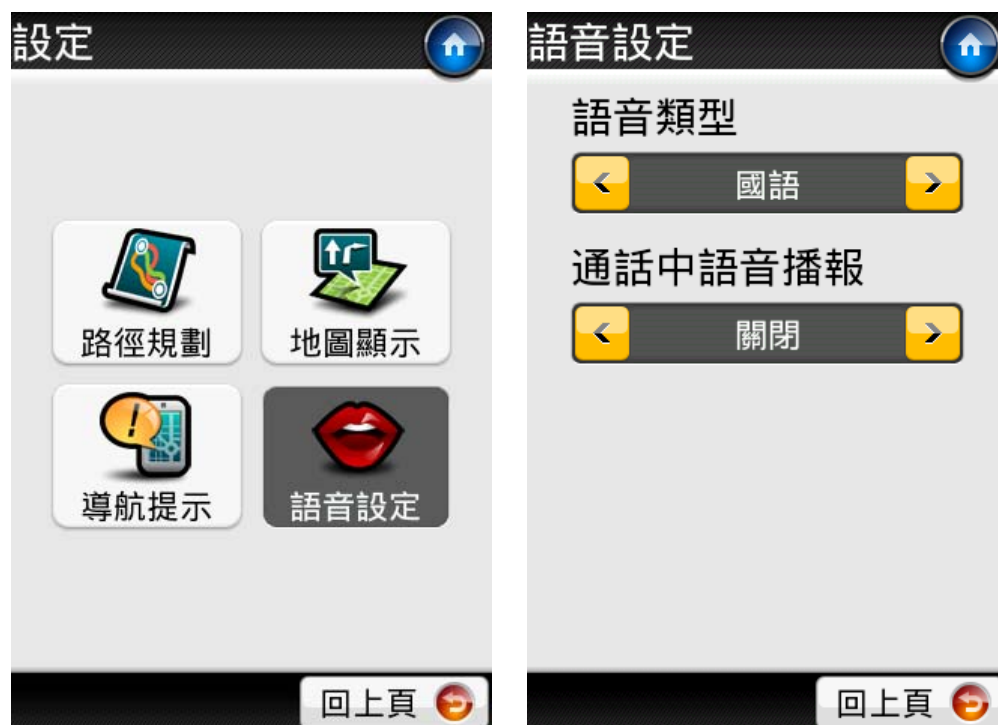 設定
路徑規劃
地圖顯示
導航提示
語音設定
回上頁
語音設定
語音類型
國語
通話中語音播報
關閉
回上頁